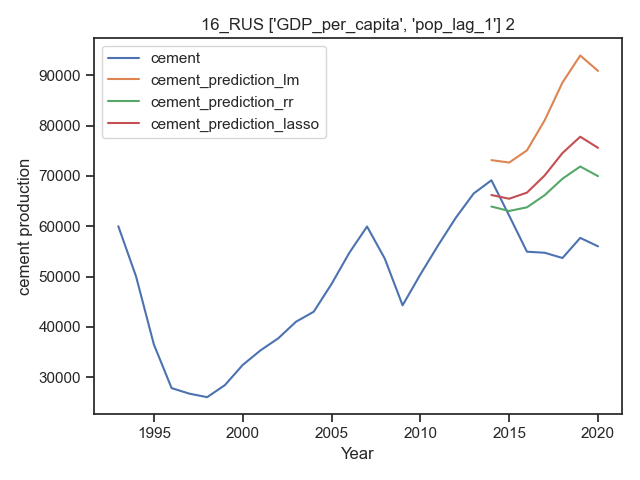 16_RUS ['GDP_per_capita', 'pop_lag_1'] 2
cement
cement_prediction_lm
cement_prediction_rr
cement_prediction_lasso
cement production
90000
80000
70000
60000
50000
40000
30000
1995
2000
2005
2010
2015
2020
Year